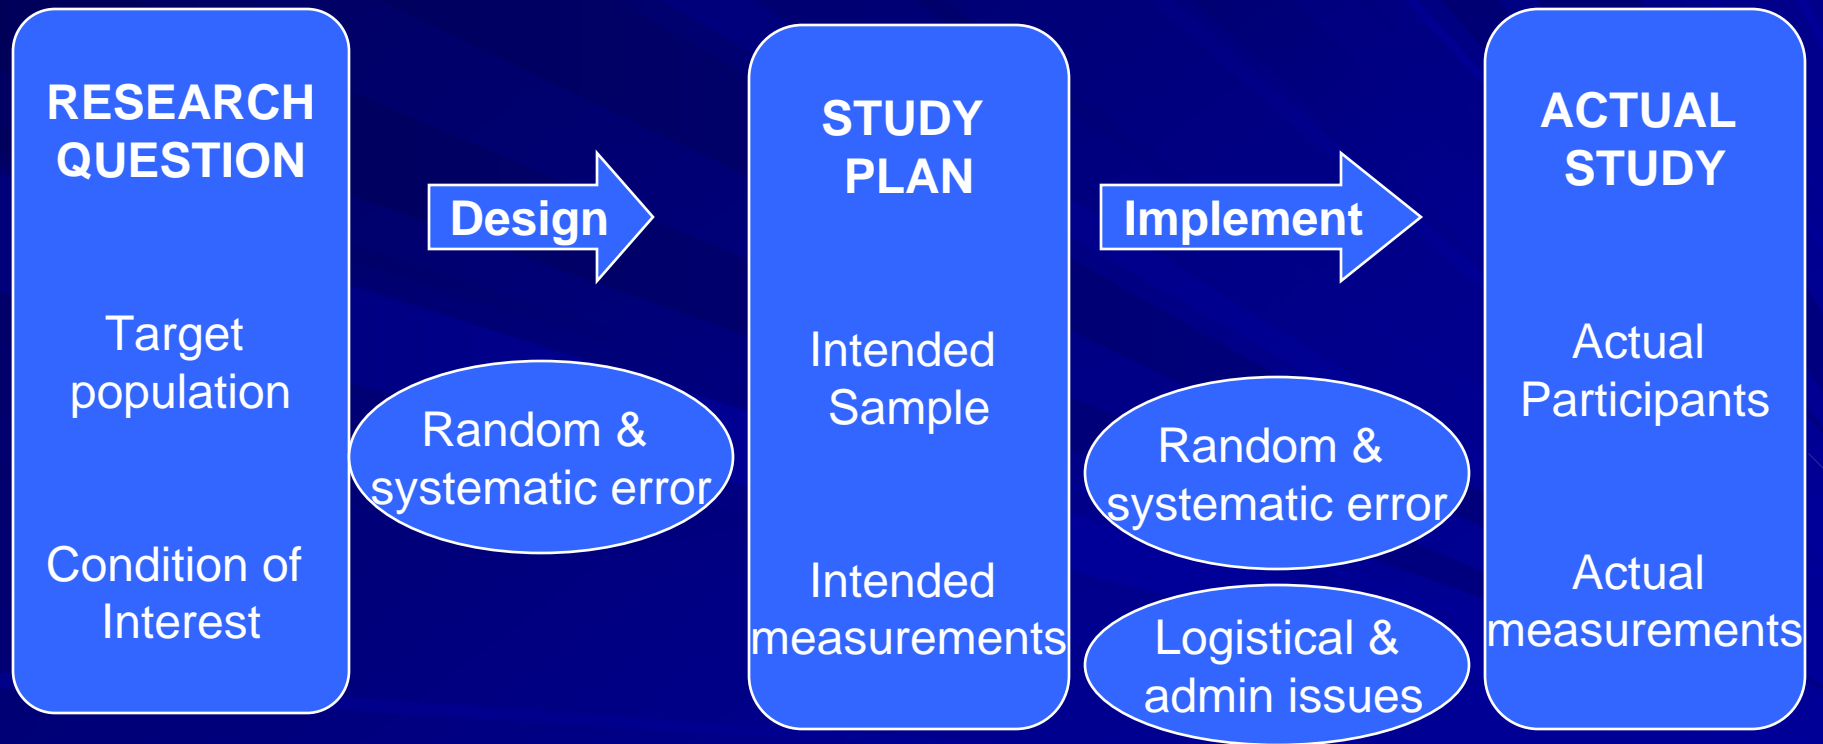 RESEARCH
QUESTION
Target
population
Condition of
Interest
Design
Random &
systematic error
STUDY
PLAN
Intended
Sample
Intended
measurements
Implement
Random &
systematic error
Logistical &
admin issues
ACTUAL
STUDY
Actual
Participants
Actual
measurements